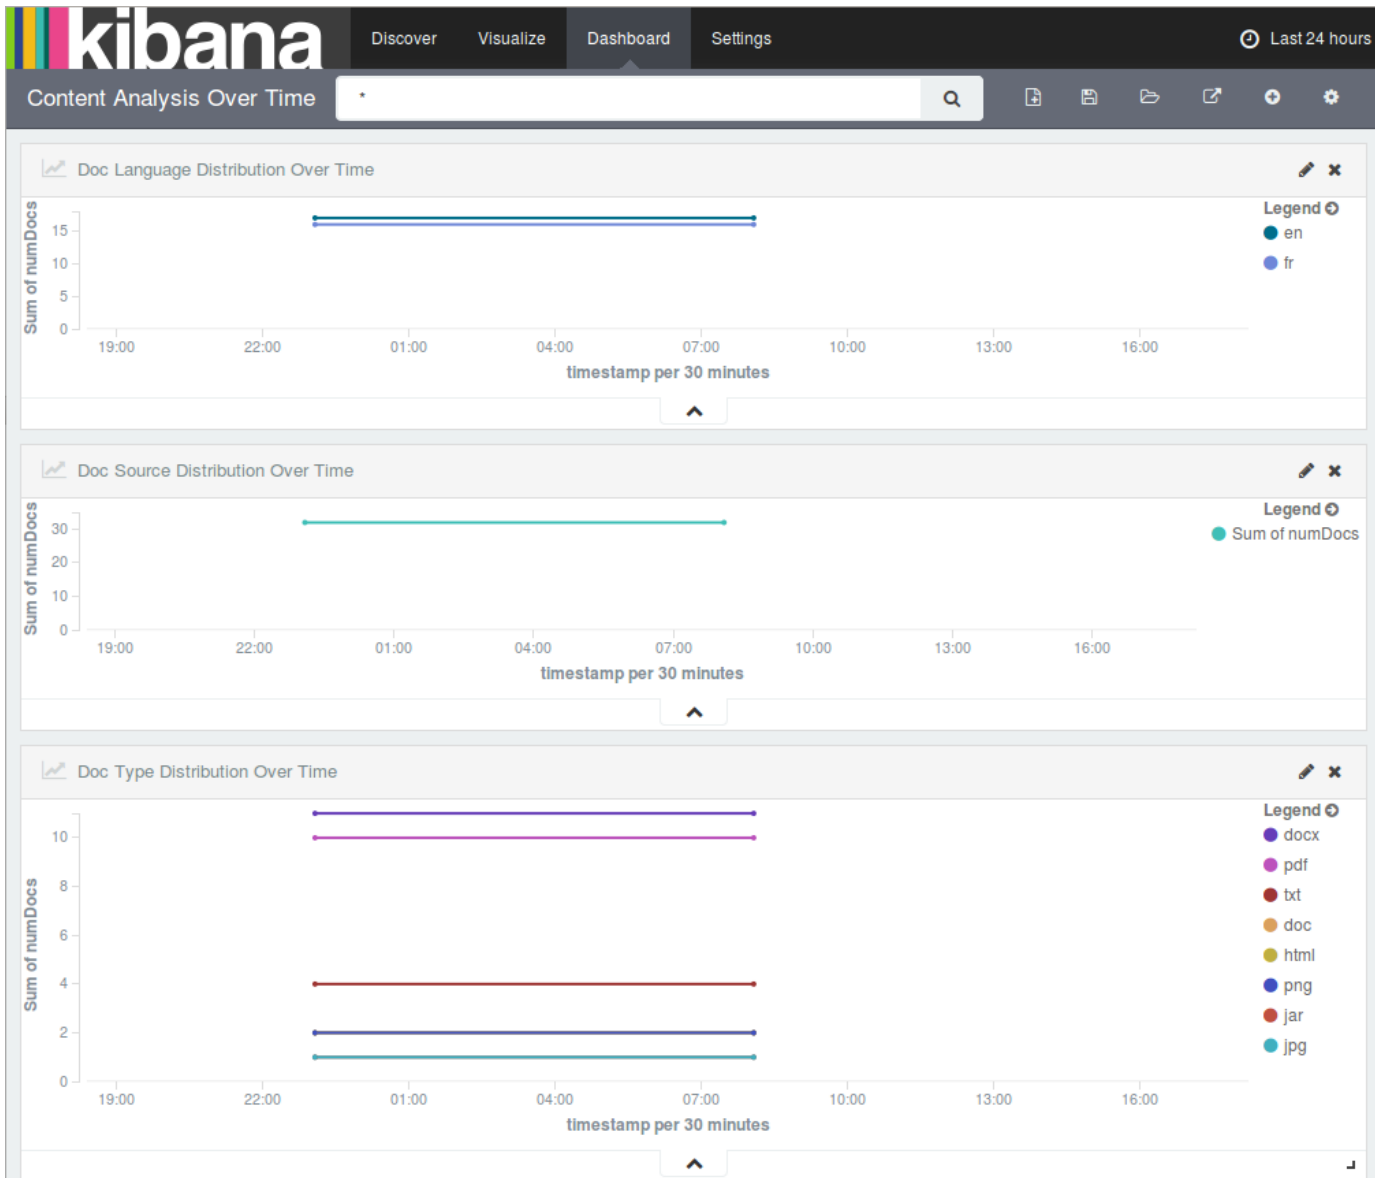 kibana Discover Visualize Dashboard Settings Last 24 hours
Content Analysis Over Time *
Doc Language Distribution Over Time
Sum of numDocs
15
10
5
0
19:00 22:00 01:00 04:00 07:00 10:00 13:00 16:00
timestamp per 30 minutes
Legend
en
fr
Doc Source Distribution Over Time
Sum of numDocs
30
20
10
0
19:00 22:00 01:00 04:00 07:00 10:00 13:00 16:00
timestamp per 30 minutes
Legend
Sum of numDocs
Doc Type Distribution Over Time
Sum of numDocs
10
8
6
4
2
0
19:00 22:00 01:00 04:00 07:00 10:00 13:00 16:00
timestamp per 30 minutes
Legend
docx
pdf
txt
doc
html
png
jar
jpg